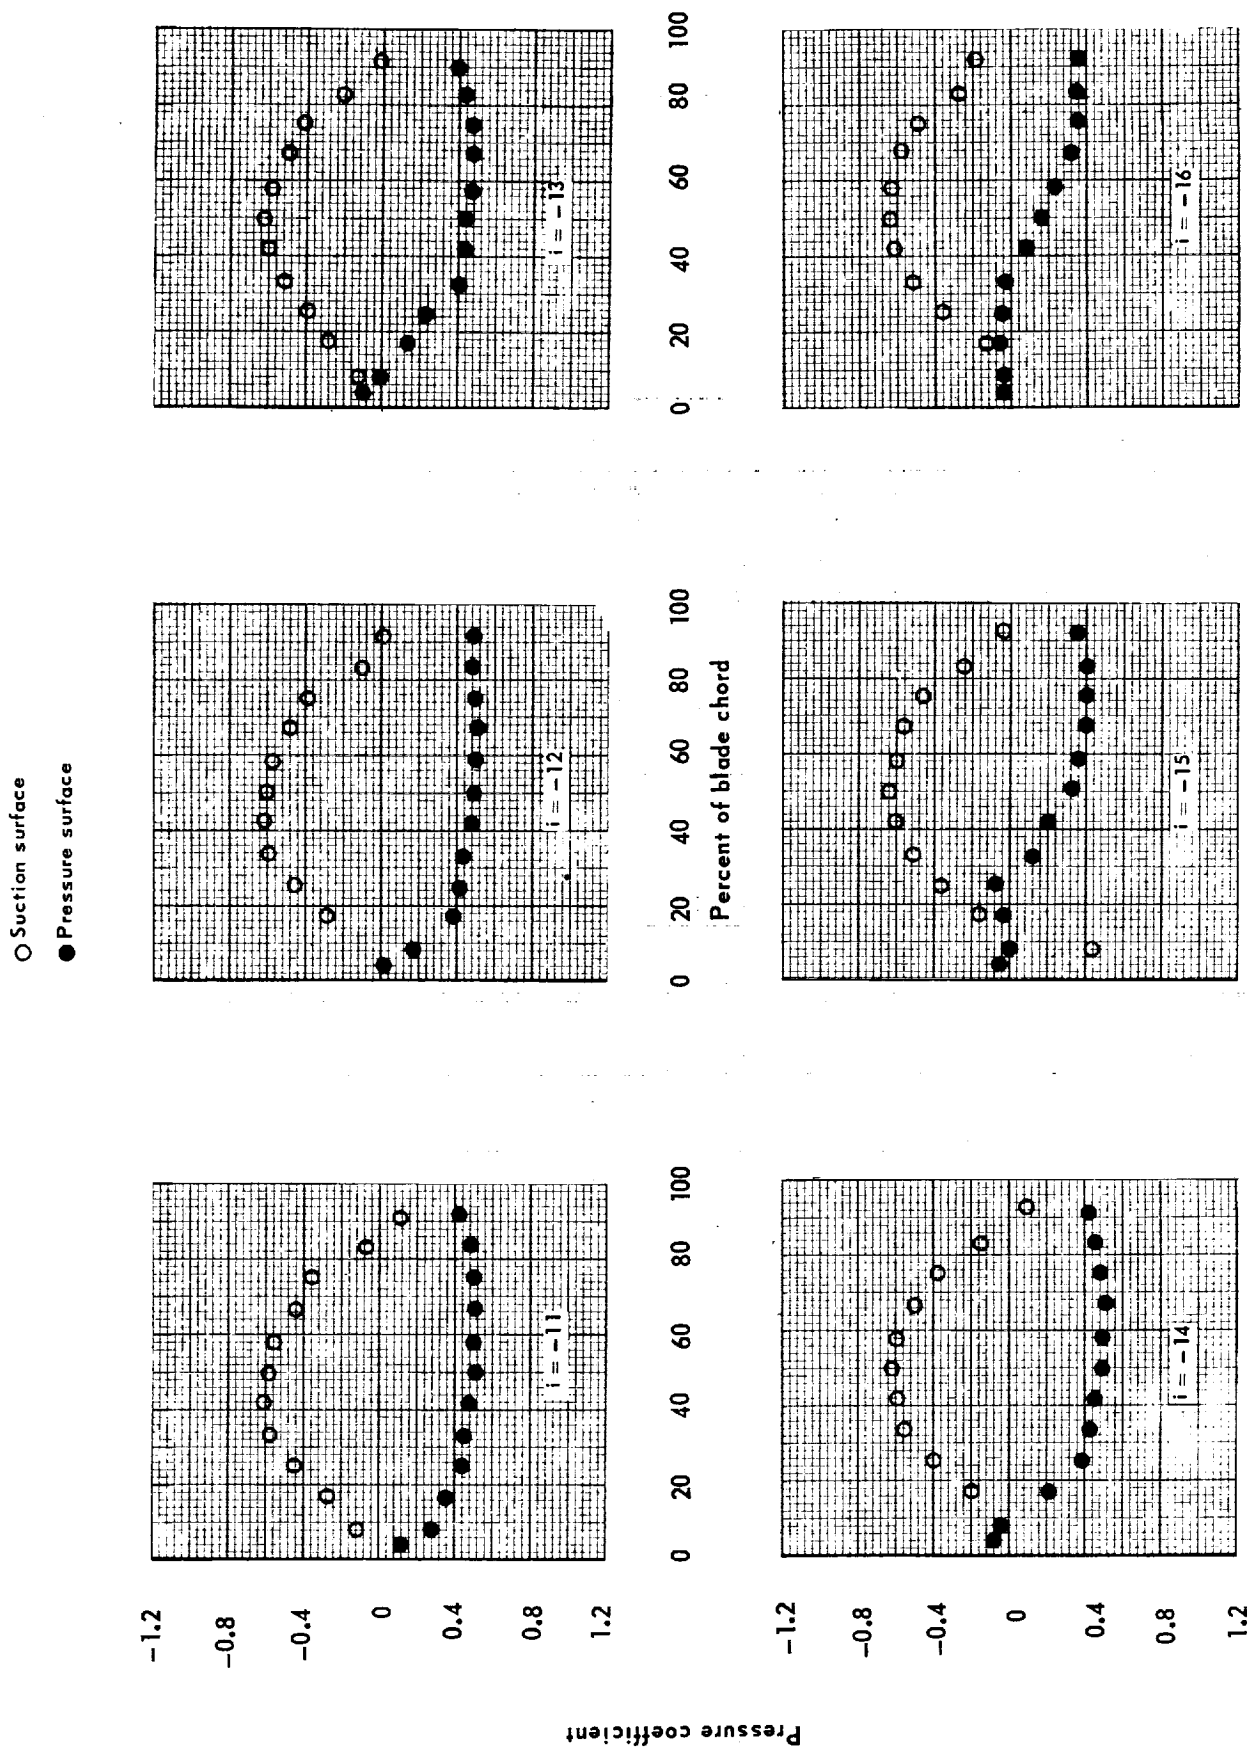 ○ Suction surface
● Pressure surface
Pressure coefficient
−1.2
−0.8
−0.4
0
0.4
0.8
1.2
i = −11
0 20 40 60 80 100
i = −12
0 20 40 60 80 100
i = −13
0 20 40 60 80 100
Percent of blade chord
−1.2
−0.8
−0.4
0
0.4
0.8
1.2
i = −14
i = −15
i = −16